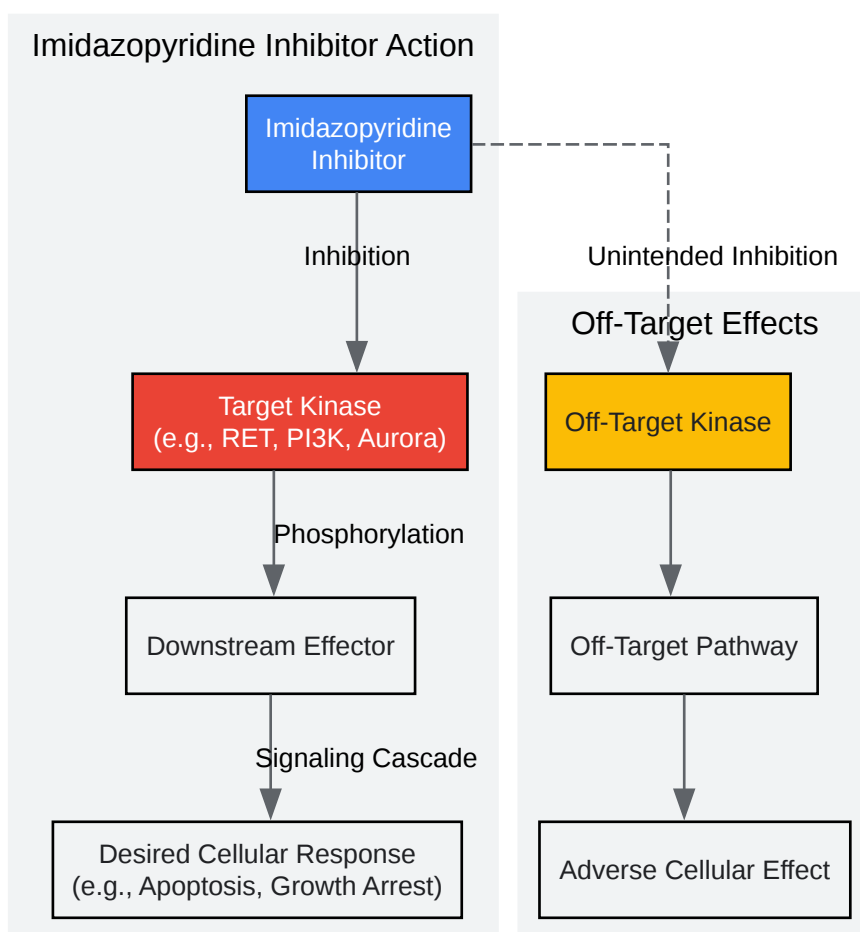 Imidazopyridine Inhibitor Action
Imidazopyridine
Inhibitor
Inhibition
Unintended Inhibition
Off-Target Effects
Target Kinase
(e.g., RET, PI3K, Aurora)
Off-Target Kinase
Phosphorylation
Downstream Effector
Off-Target Pathway
Signaling Cascade
Desired Cellular Response
(e.g., Apoptosis, Growth Arrest)
Adverse Cellular Effect